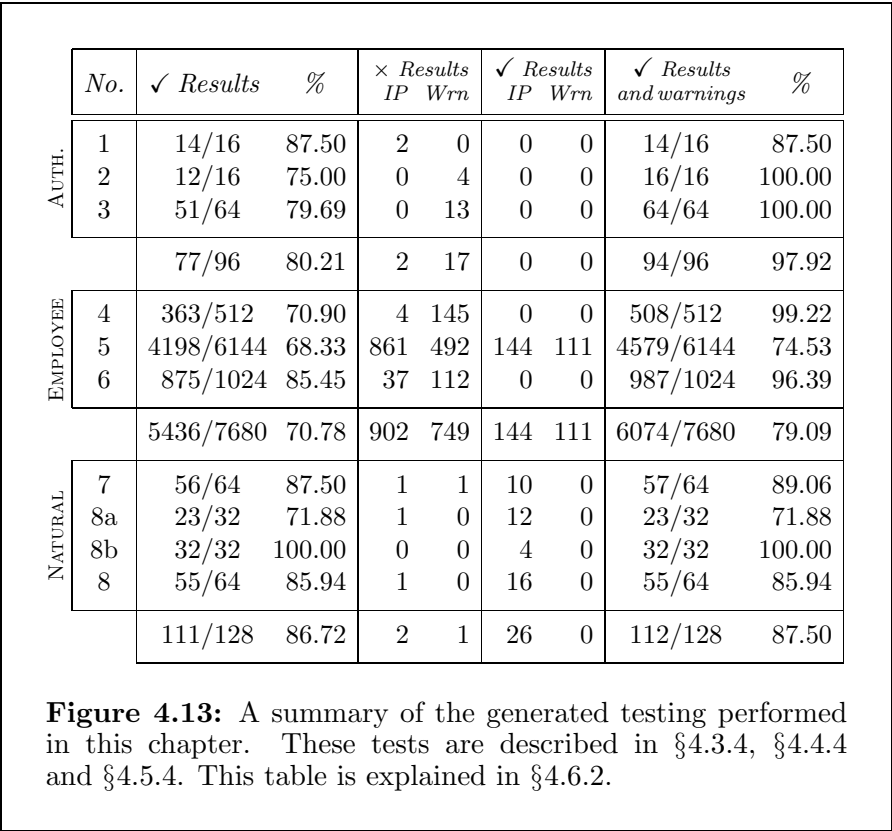 No. ✓ Results % × Results IP Wrn ✓ Results IP Wrn ✓ Results and warnings %
AUTH.
1 14/16 87.50 2 0 0 0 14/16 87.50
2 12/16 75.00 0 4 0 0 16/16 100.00
3 51/64 79.69 0 13 0 0 64/64 100.00
77/96 80.21 2 17 0 0 94/96 97.92
EMPLOYEE
4 363/512 70.90 4 145 0 0 508/512 99.22
5 4198/6144 68.33 861 492 144 111 4579/6144 74.53
6 875/1024 85.45 37 112 0 0 987/1024 96.39
5436/7680 70.78 902 749 144 111 6074/7680 79.09
NATURAL
7 56/64 87.50 1 1 10 0 57/64 89.06
8a 23/32 71.88 1 0 12 0 23/32 71.88
8b 32/32 100.00 0 0 4 0 32/32 100.00
8 55/64 85.94 1 0 16 0 55/64 85.94
111/128 86.72 2 1 26 0 112/128 87.50
Figure 4.13: A summary of the generated testing performed
in this chapter. These tests are described in §4.3.4, §4.4.4
and §4.5.4. This table is explained in §4.6.2.